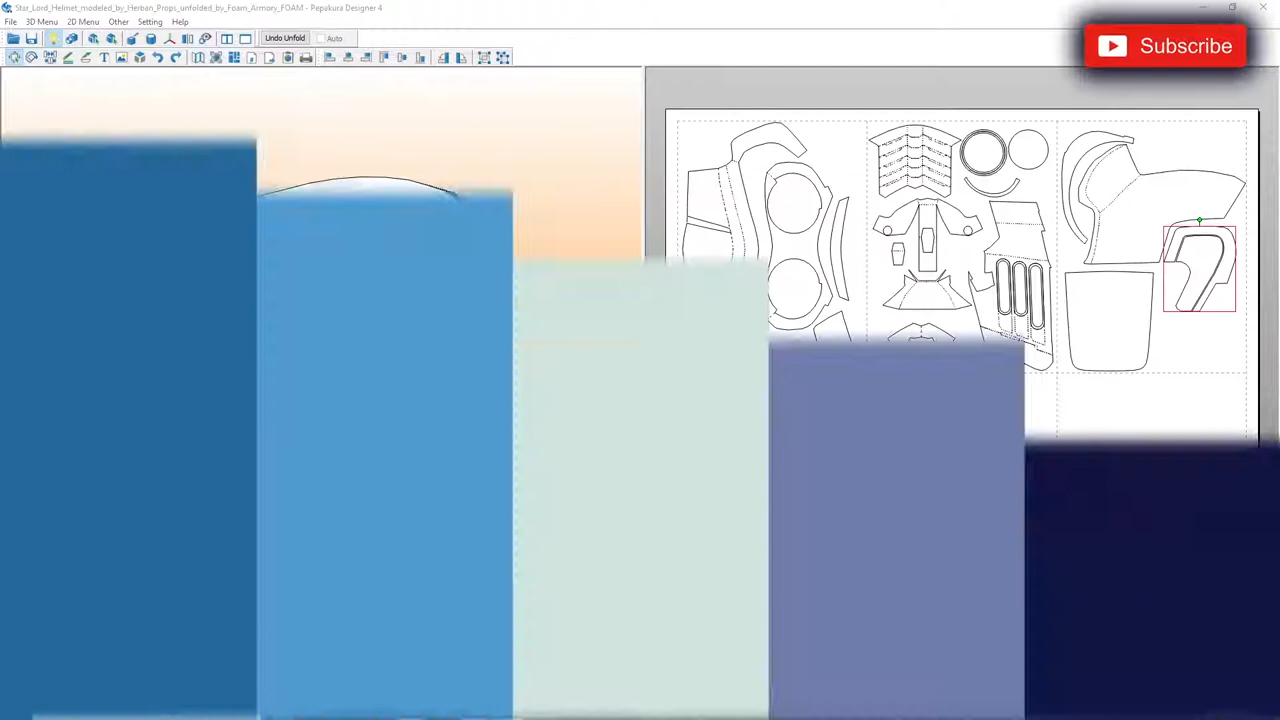 Star_Lord_Helmet_modeled_by_Herban_Props_unfolded_by_Foam_Armory_FOAM - Pepakura Designer 4
File 3D Menu 2D Menu Other Setting Help
Undo Unfold Auto
Subscribe